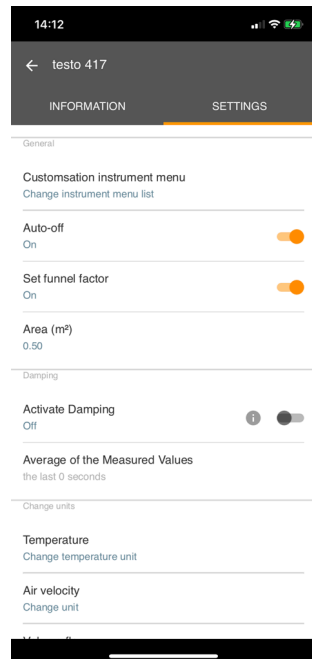 14:12
testo 417
INFORMATION SETTINGS
General
Customsation instrument menu
Change instrument menu list
Auto-off
On
Set funnel factor
On
Area (m²)
0.50
Damping
Activate Damping
Off
Average of the Measured Values
the last 0 seconds
Change units
Temperature
Change temperature unit
Air velocity
Change unit